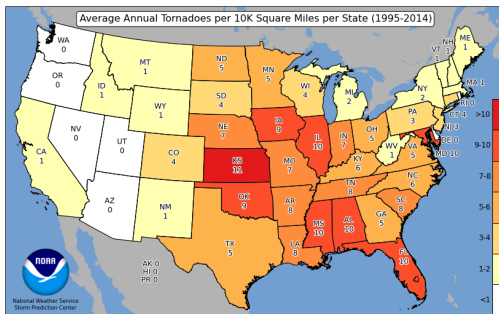 Average Annual Tornadoes per 10K Square Miles per State (1995-2014)
WA
0
OR
0
CA
1
NV
0
ID
1
MT
1
WY
1
UT
0
AZ
0
CO
4
NM
1
ND
5
SD
4
NE
7
KS
11
OK
9
TX
5
MN
5
IA
9
MO
7
AR
8
LA
8
WI
4
IL
10
MI
2
IN
7
OH
5
KY
6
TN
8
MS
10
AL
10
GA
5
FL
10
SC
8
NC
6
VA
5
WV
1
PA
3
NY
2
VT
1
NH
1
ME
1
MA 1
RI 0
CT 4
NJ 3
DE 0
MD 10
AK 0
HI 0
PR 0
>10
9-10
7-8
5-6
3-4
1-2
<1
NOAA
National Weather Service
Storm Prediction Center